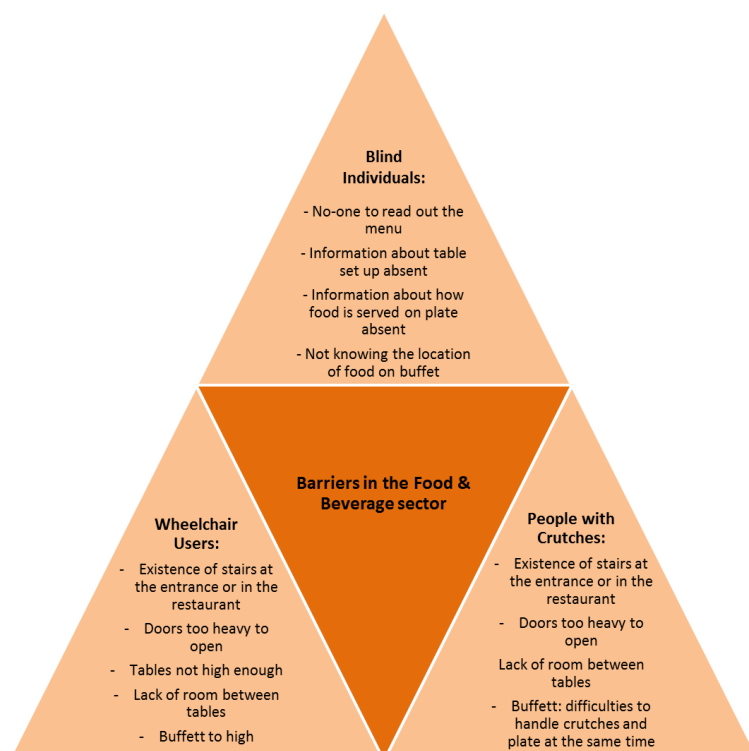 Blind
Individuals:
- No-one to read out the
menu
- Information about table
set up absent
- Information about how
food is served on plate
absent
- Not knowing the location
of food on buffet
Barriers in the Food &
Beverage sector
Wheelchair
Users:
- Existence of stairs at
the entrance or in the
restaurant
- Doors too heavy to
open
- Tables not high enough
- Lack of room between
tables
- Buffett to high
People with
Crutches:
- Existence of stairs at
the entrance or in the
restaurant
- Doors too heavy to
open
Lack of room between
tables
- Buffett: difficulties to
handle crutches and
plate at the same time